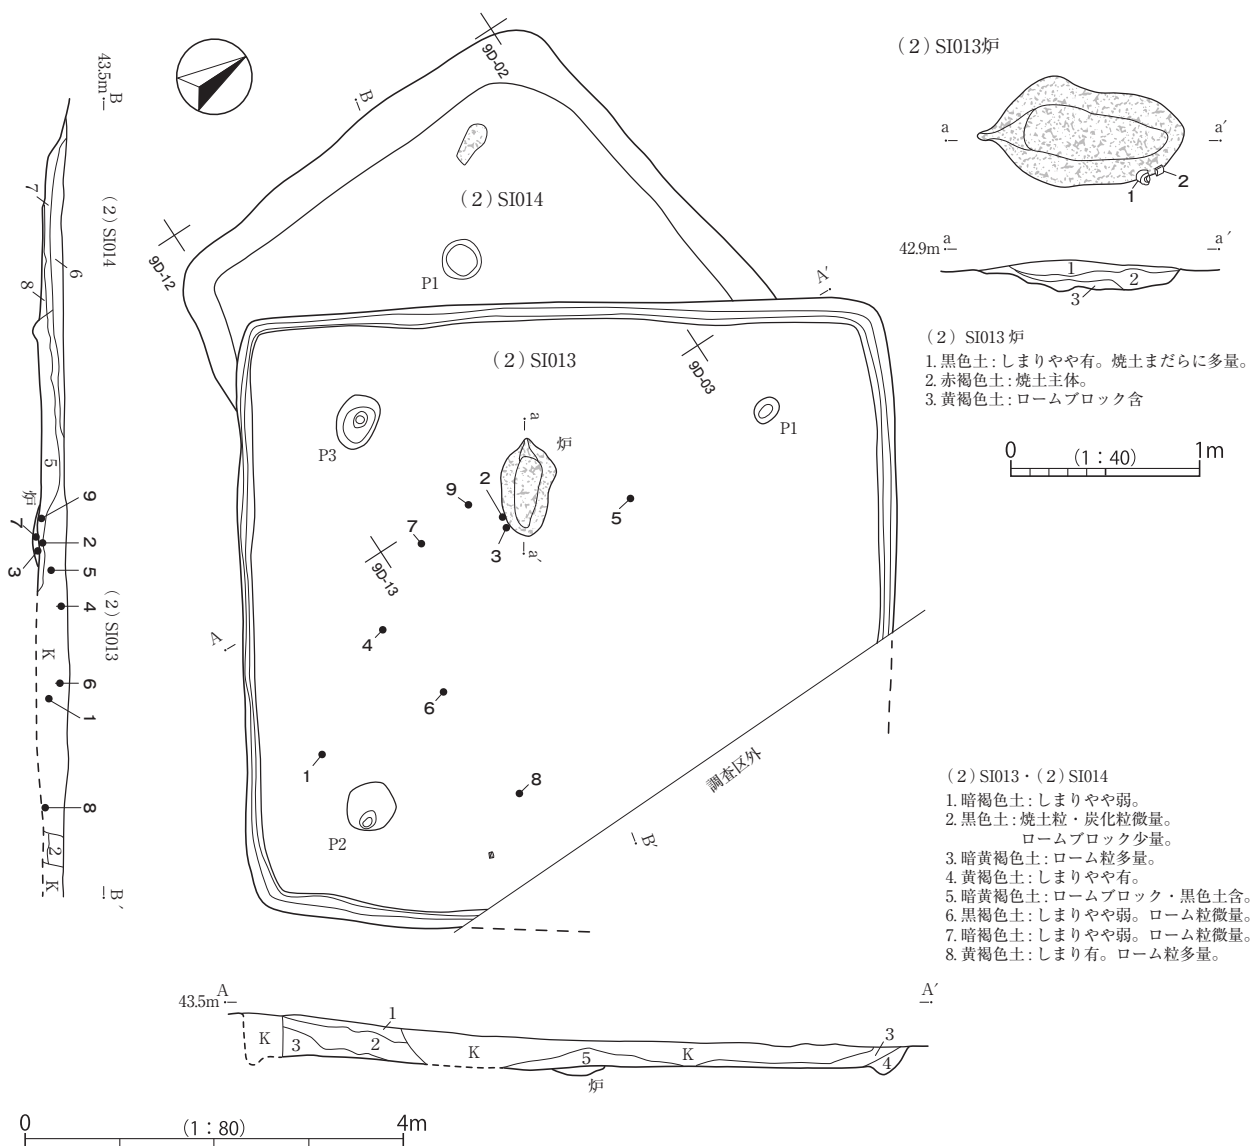 (2)SI013炉
a
a′
1
2
42.9m a
a′
1
2
3
(2) SI013 炉
1. 黒色土：しまりやや有。焼土まだらに多量。
2. 赤褐色土：焼土主体。
3. 黄褐色土：ロームブロック含
0 (1：40) 1m
43.5m B
7
(2)SI014
6
8
5
炉
9
7
2
3
5
4
(2)SI013
K
6
1
8
2
K
B′
9D-02
B
(2)SI014
9D-12
P1
A′
(2)SI013
9D-03
P3
a
炉
P1
2
9
5
7
3
a′
9D-13
A
4
6
1
8
調査区外
P2
B′
(2)SI013・(2)SI014
1. 暗褐色土：しまりやや弱。
2. 黒色土：焼土粒・炭化粒微量。
ロームブロック少量。
3. 暗黄褐色土：ローム粒多量。
4. 黄褐色土：しまりやや有。
5. 暗黄褐色土：ロームブロック・黒色土含。
6. 黒褐色土：しまりやや弱。ローム粒微量。
7. 暗褐色土：しまりやや弱。ローム粒微量。
8. 黄褐色土：しまり有。ローム粒多量。
43.5m A
A′
K
3
1
2
K
5
K
3
4
炉
0 (1：80) 4m